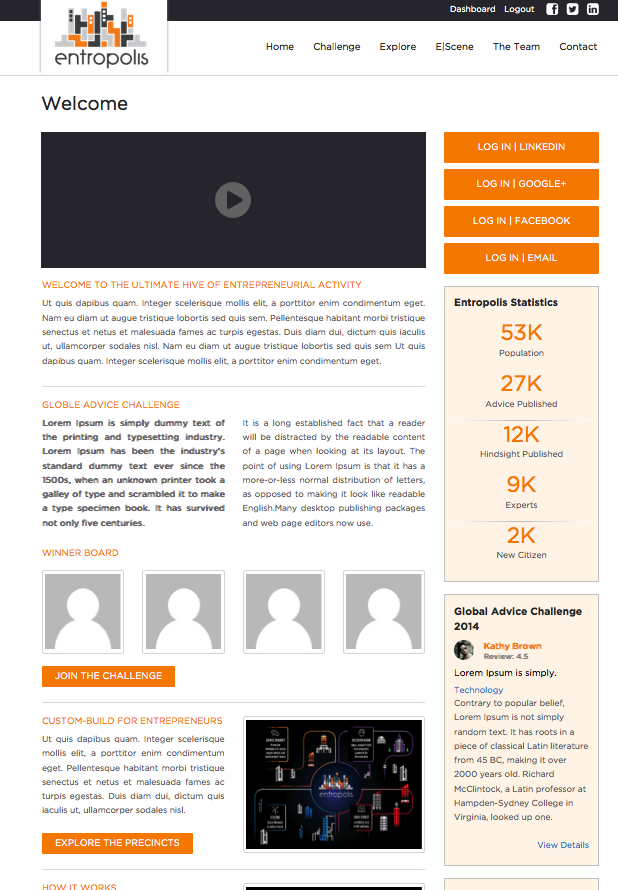 Dashboard Logout
entropolis
Home Challenge Explore E|Scene The Team Contact
Welcome
WELCOME TO THE ULTIMATE HIVE OF ENTREPRENEURIAL ACTIVITY
Ut quis dapibus quam. Integer scelerisque mollis elit, a porttitor enim condimentum eget.
Nam eu diam ut augue tristique lobortis sed quis sem. Pellentesque habitant morbi tristique
senectus et netus et malesuada fames ac turpis egestas. Duis diam dui, dictum quis iaculis
ut, ullamcorper sodales nisl. Nam eu diam ut augue tristique lobortis sed quis sem Ut quis
dapibus quam. Integer scelerisque mollis elit, a porttitor enim condimentum eget.
GLOBLE ADVICE CHALLENGE
Lorem Ipsum is simply dummy text of
the printing and typesetting industry.
Lorem Ipsum has been the industry's
standard dummy text ever since the
1500s, when an unknown printer took a
galley of type and scrambled it to make
a type specimen book. It has survived
not only five centuries.
It is a long established fact that a reader
will be distracted by the readable content
of a page when looking at its layout. The
point of using Lorem Ipsum is that it has a
more-or-less normal distribution of letters,
as opposed to making it look like readable
English.Many desktop publishing packages
and web page editors now use.
WINNER BOARD
JOIN THE CHALLENGE
CUSTOM-BUILD FOR ENTREPRENEURS
Ut quis dapibus quam. Integer scelerisque
mollis elit, a porttitor enim condimentum
eget. Pellentesque habitant morbi tristique
senectus et netus et malesuada fames ac
turpis egestas. Duis diam dui, dictum quis
iaculis ut, ullamcorper sodales nisl.
EXPLORE THE PRECINCTS
entropolis
HOW IT WORKS
LOG IN | LINKEDIN
LOG IN | GOOGLE+
LOG IN | FACEBOOK
LOG IN | EMAIL
Entropolis Statistics
53K
Population
27K
Advice Published
12K
Hindsight Published
9K
Experts
2K
New Citizen
Global Advice Challenge
2014
Kathy Brown
Review: 4.5
Lorem Ipsum is simply.
Technology
Contrary to popular belief,
Lorem Ipsum is not simply
random text. It has roots in a
piece of classical Latin literature
from 45 BC, making it over
2000 years old. Richard
McClintock, a Latin professor at
Hampden-Sydney College in
Virginia, looked up one.
View Details